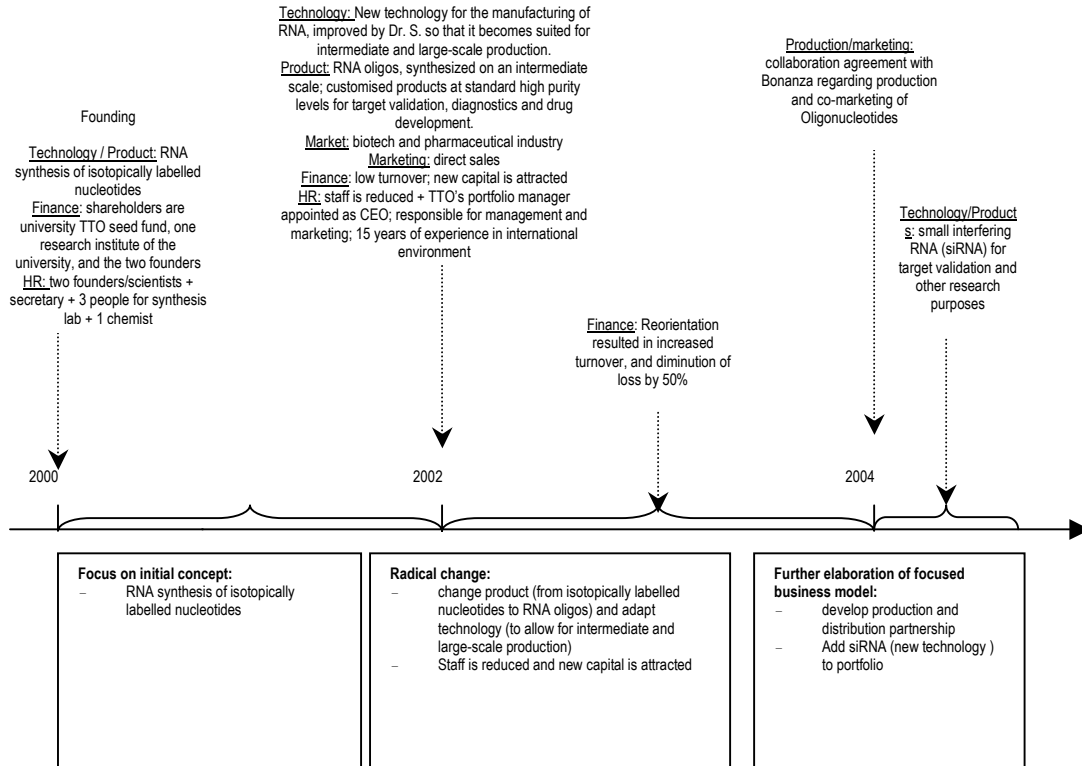 Founding
Technology / Product: RNA
synthesis of isotopically labelled
nucleotides
Finance: shareholders are
university TTO seed fund, one
research institute of the
university, and the two founders
HR: two founders/scientists +
secretary + 3 people for synthesis
lab + 1 chemist
Technology: New technology for the manufacturing of
RNA, improved by Dr. S. so that it becomes suited for
intermediate and large-scale production.
Product: RNA oligos, synthesized on an intermediate
scale; customised products at standard high purity
levels for target validation, diagnostics and drug
development.
Market: biotech and pharmaceutical industry
Marketing: direct sales
Finance: low turnover; new capital is attracted
HR: staff is reduced + TTO's portfolio manager
appointed as CEO; responsible for management and
marketing; 15 years of experience in international
environment
Finance: Reorientation
resulted in increased
turnover, and diminution of
loss by 50%
Production/marketing:
collaboration agreement with
Bonanza regarding production
and co-marketing of
Oligonucleotides
Technology/Product
s: small interfering
RNA (siRNA) for
target validation and
other research
purposes
2000
2002
2004
Focus on initial concept:
– RNA synthesis of isotopically
labelled nucleotides
Radical change:
– change product (from isotopically labelled
nucleotides to RNA oligos) and adapt
technology (to allow for intermediate and
large-scale production)
– Staff is reduced and new capital is attracted
Further elaboration of focused
business model:
– develop production and
distribution partnership
– Add siRNA (new technology )
to portfolio